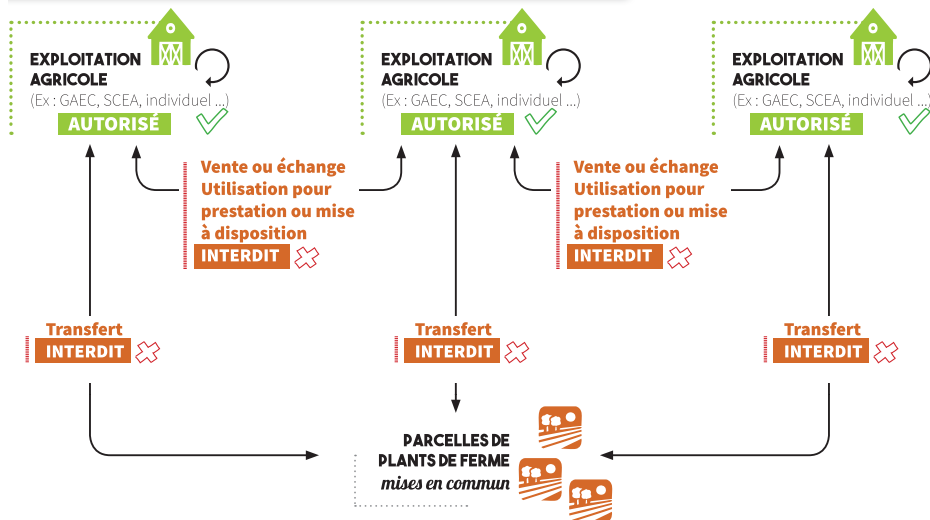 EXPLOITATION
AGRICOLE
(Ex : GAEC, SCEA, individuel ...)
AUTORISÉ
EXPLOITATION
AGRICOLE
(Ex : GAEC, SCEA, individuel ...)
AUTORISÉ
EXPLOITATION
AGRICOLE
(Ex : GAEC, SCEA, individuel ...)
AUTORISÉ
Vente ou échange
Utilisation pour
prestation ou mise
à disposition
INTERDIT
Vente ou échange
Utilisation pour
prestation ou mise
à disposition
INTERDIT
Transfert
INTERDIT
Transfert
INTERDIT
Transfert
INTERDIT
PARCELLES DE
PLANTS DE FERME
mises en commun